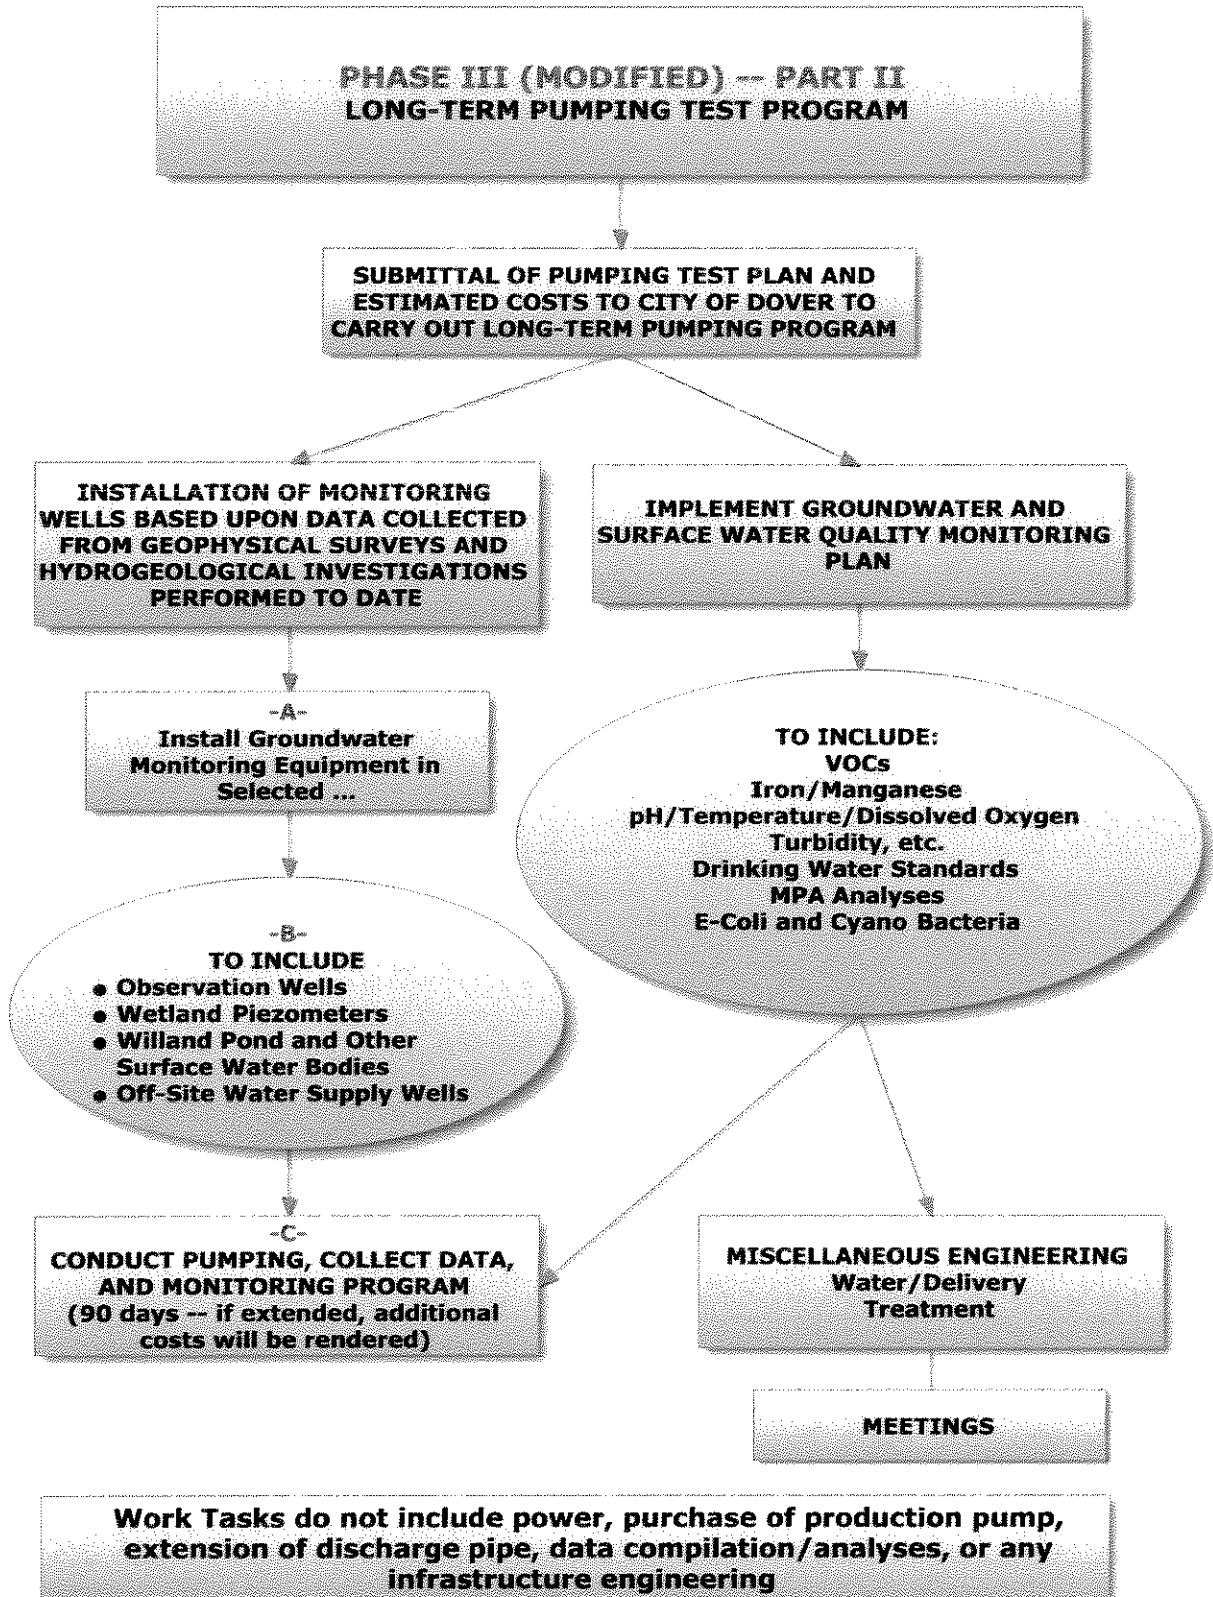 PHASE III (MODIFIED) -- PART II
LONG-TERM PUMPING TEST PROGRAM
SUBMITTAL OF PUMPING TEST PLAN AND
ESTIMATED COSTS TO CITY OF DOVER TO
CARRY OUT LONG-TERM PUMPING PROGRAM
INSTALLATION OF MONITORING
WELLS BASED UPON DATA COLLECTED
FROM GEOPHYSICAL SURVEYS AND
HYDROGEOLOGICAL INVESTIGATIONS
PERFORMED TO DATE
IMPLEMENT GROUNDWATER AND
SURFACE WATER QUALITY MONITORING
PLAN
-A-
Install Groundwater
Monitoring Equipment in
Selected ...
TO INCLUDE:
VOCs
Iron/Manganese
pH/Temperature/Dissolved Oxygen
Turbidity, etc.
Drinking Water Standards
MPA Analyses
E-Coli and Cyano Bacteria
-B-
TO INCLUDE
● Observation Wells
● Wetland Piezometers
● Willand Pond and Other
Surface Water Bodies
● Off-Site Water Supply Wells
-C-
CONDUCT PUMPING, COLLECT DATA,
AND MONITORING PROGRAM
(90 days -- if extended, additional
costs will be rendered)
MISCELLANEOUS ENGINEERING
Water/Delivery
Treatment
MEETINGS
Work Tasks do not include power, purchase of production pump,
extension of discharge pipe, data compilation/analyses, or any
infrastructure engineering